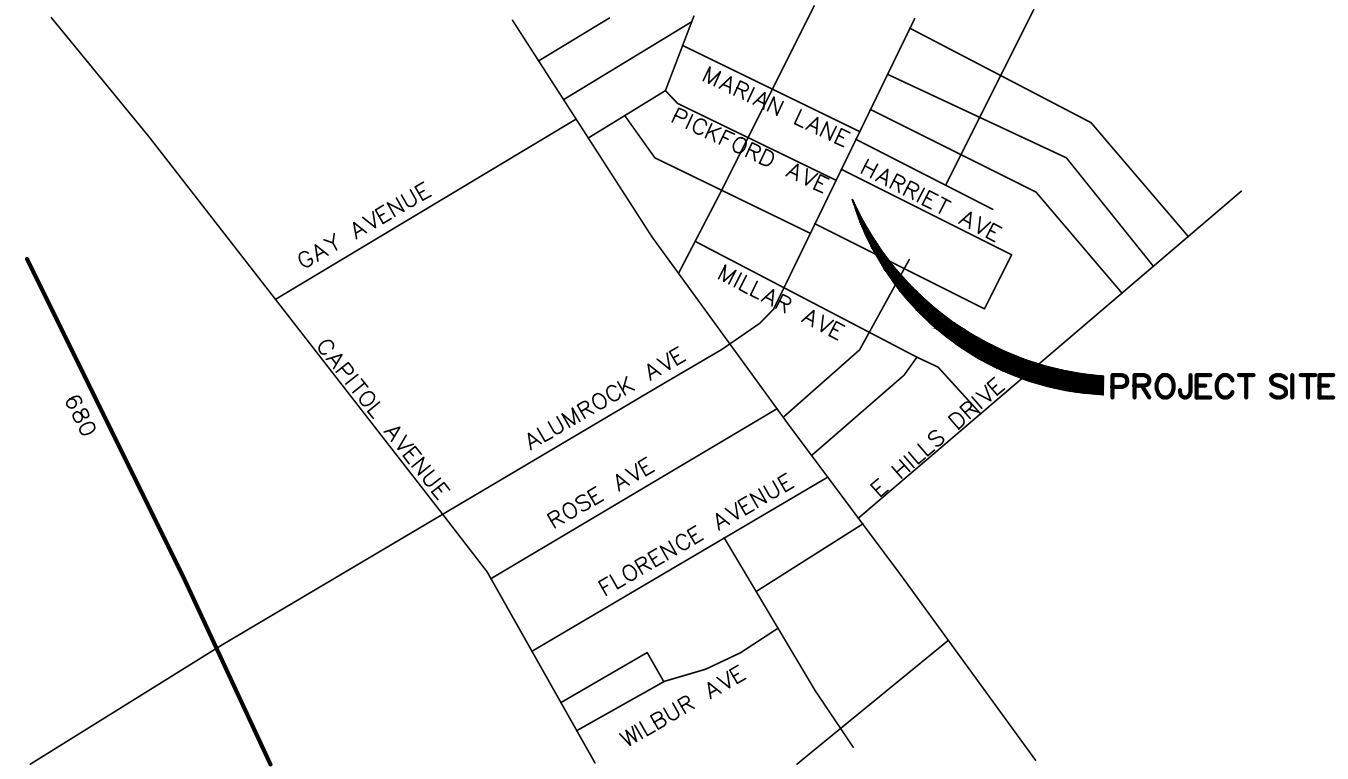 MARIAN LANE
PICKFORD AVE
HARRIET AVE
GAY AVENUE
MILLAR AVE
CAPITOL AVENUE
ALUMROCK AVE
680
PROJECT SITE
E HILLS DRIVE
ROSE AVE
FLORENCE AVENUE
WILBUR AVE